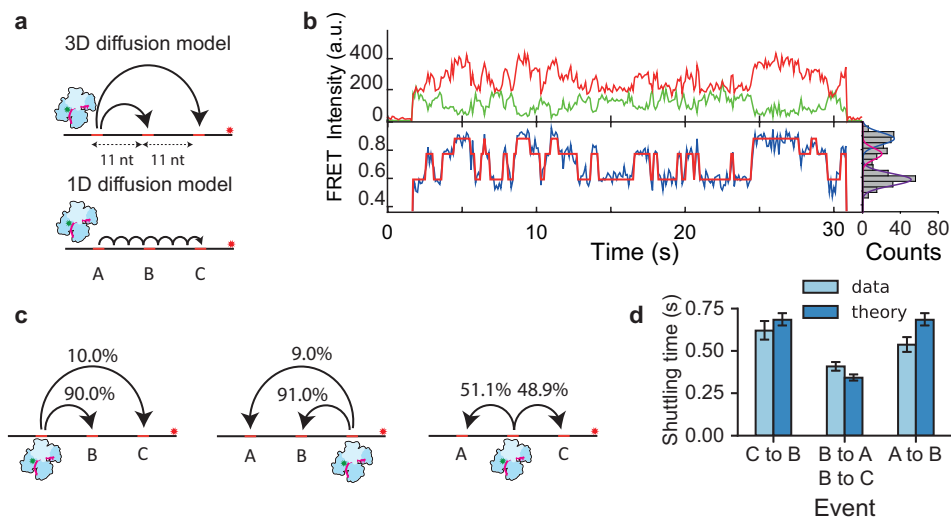 a
3D diffusion model
11 nt
11 nt
1D diffusion model
A
B
C
b
FRET Intensity (a.u.)
400
200
0
0.8
0.6
0.4
0
10
20
30
Time (s)
0
40
80
Counts
c
10.0%
90.0%
B
C
9.0%
91.0%
A
B
51.1%
48.9%
A
C
d
data
theory
Shuttling time (s)
0.75
0.50
0.25
0.00
C to B
B to A
B to C
A to B
Event